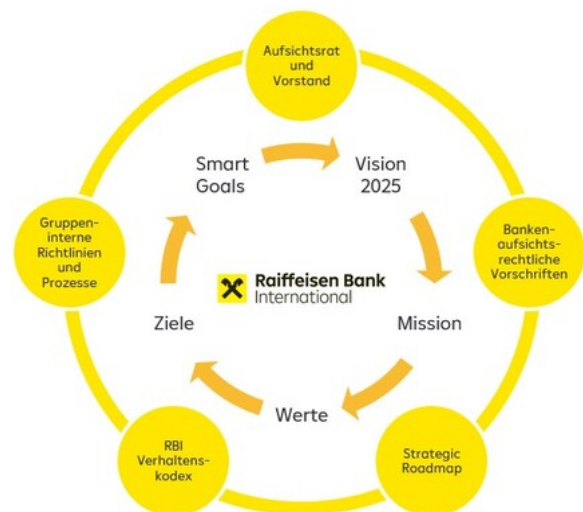 Aufsichtsrat
und
Vorstand
Smart
Goals
Vision
2025
Gruppen-
interne
Richtlinien
und
Prozesse
Banken-
aufsichts-
rechtliche
Vorschriften
Raiffeisen Bank
International
Ziele
Mission
Werte
RBI
Verhaltens-
kodex
Strategic
Roadmap